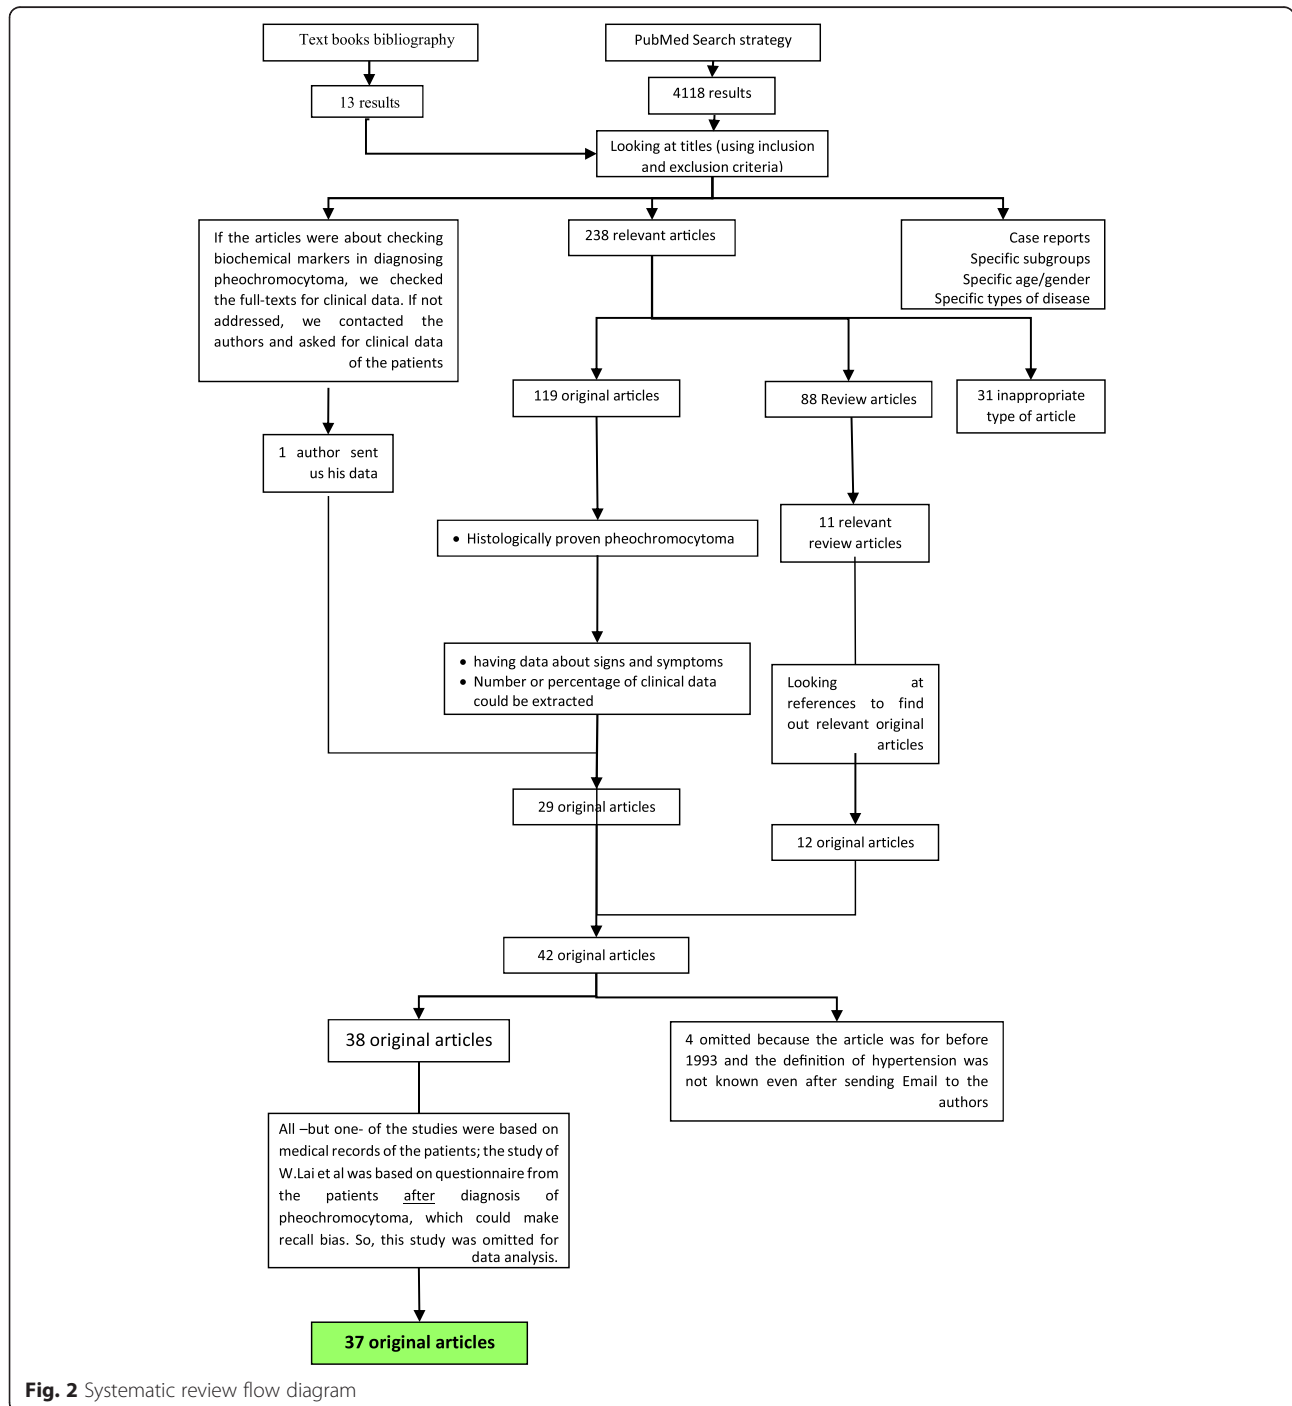 Text books bibliography
PubMed Search strategy
13 results
4118 results
Looking at titles (using inclusion
and exclusion criteria)
If the articles were about checking
biochemical markers in diagnosing
pheochromocytoma, we checked
the full-texts for clinical data. If not
addressed, we contacted the
authors and asked for clinical data
of the patients
238 relevant articles
Case reports
Specific subgroups
Specific age/gender
Specific types of disease
119 original articles
88 Review articles
31 inappropriate
type of article
1 author sent
us his data
• Histologically proven pheochromocytoma
11 relevant
review articles
• having data about signs and symptoms
• Number or percentage of clinical data
could be extracted
Looking at
references to find
out relevant original
articles
29 original articles
12 original articles
42 original articles
38 original articles
4 omitted because the article was for before
1993 and the definition of hypertension was
not known even after sending Email to the
authors
All –but one- of the studies were based on
medical records of the patients; the study of
W.Lai et al was based on questionnaire from
the patients after diagnosis of
pheochromocytoma, which could make
recall bias. So, this study was omitted for
data analysis.
37 original articles
Fig. 2 Systematic review flow diagram